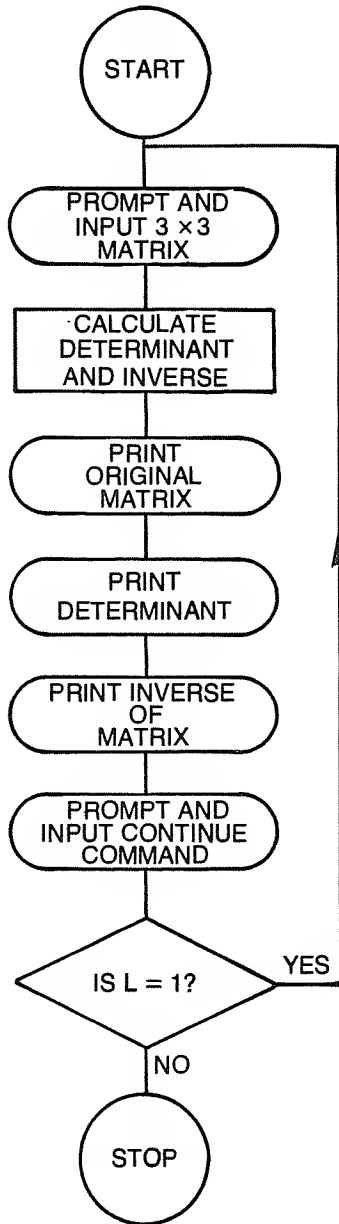 START
PROMPT AND
INPUT 3 × 3
MATRIX
CALCULATE
DETERMINANT
AND INVERSE
PRINT
ORIGINAL
MATRIX
PRINT
DETERMINANT
PRINT INVERSE
OF
MATRIX
PROMPT AND
INPUT CONTINUE
COMMAND
IS L = 1?
YES
NO
STOP